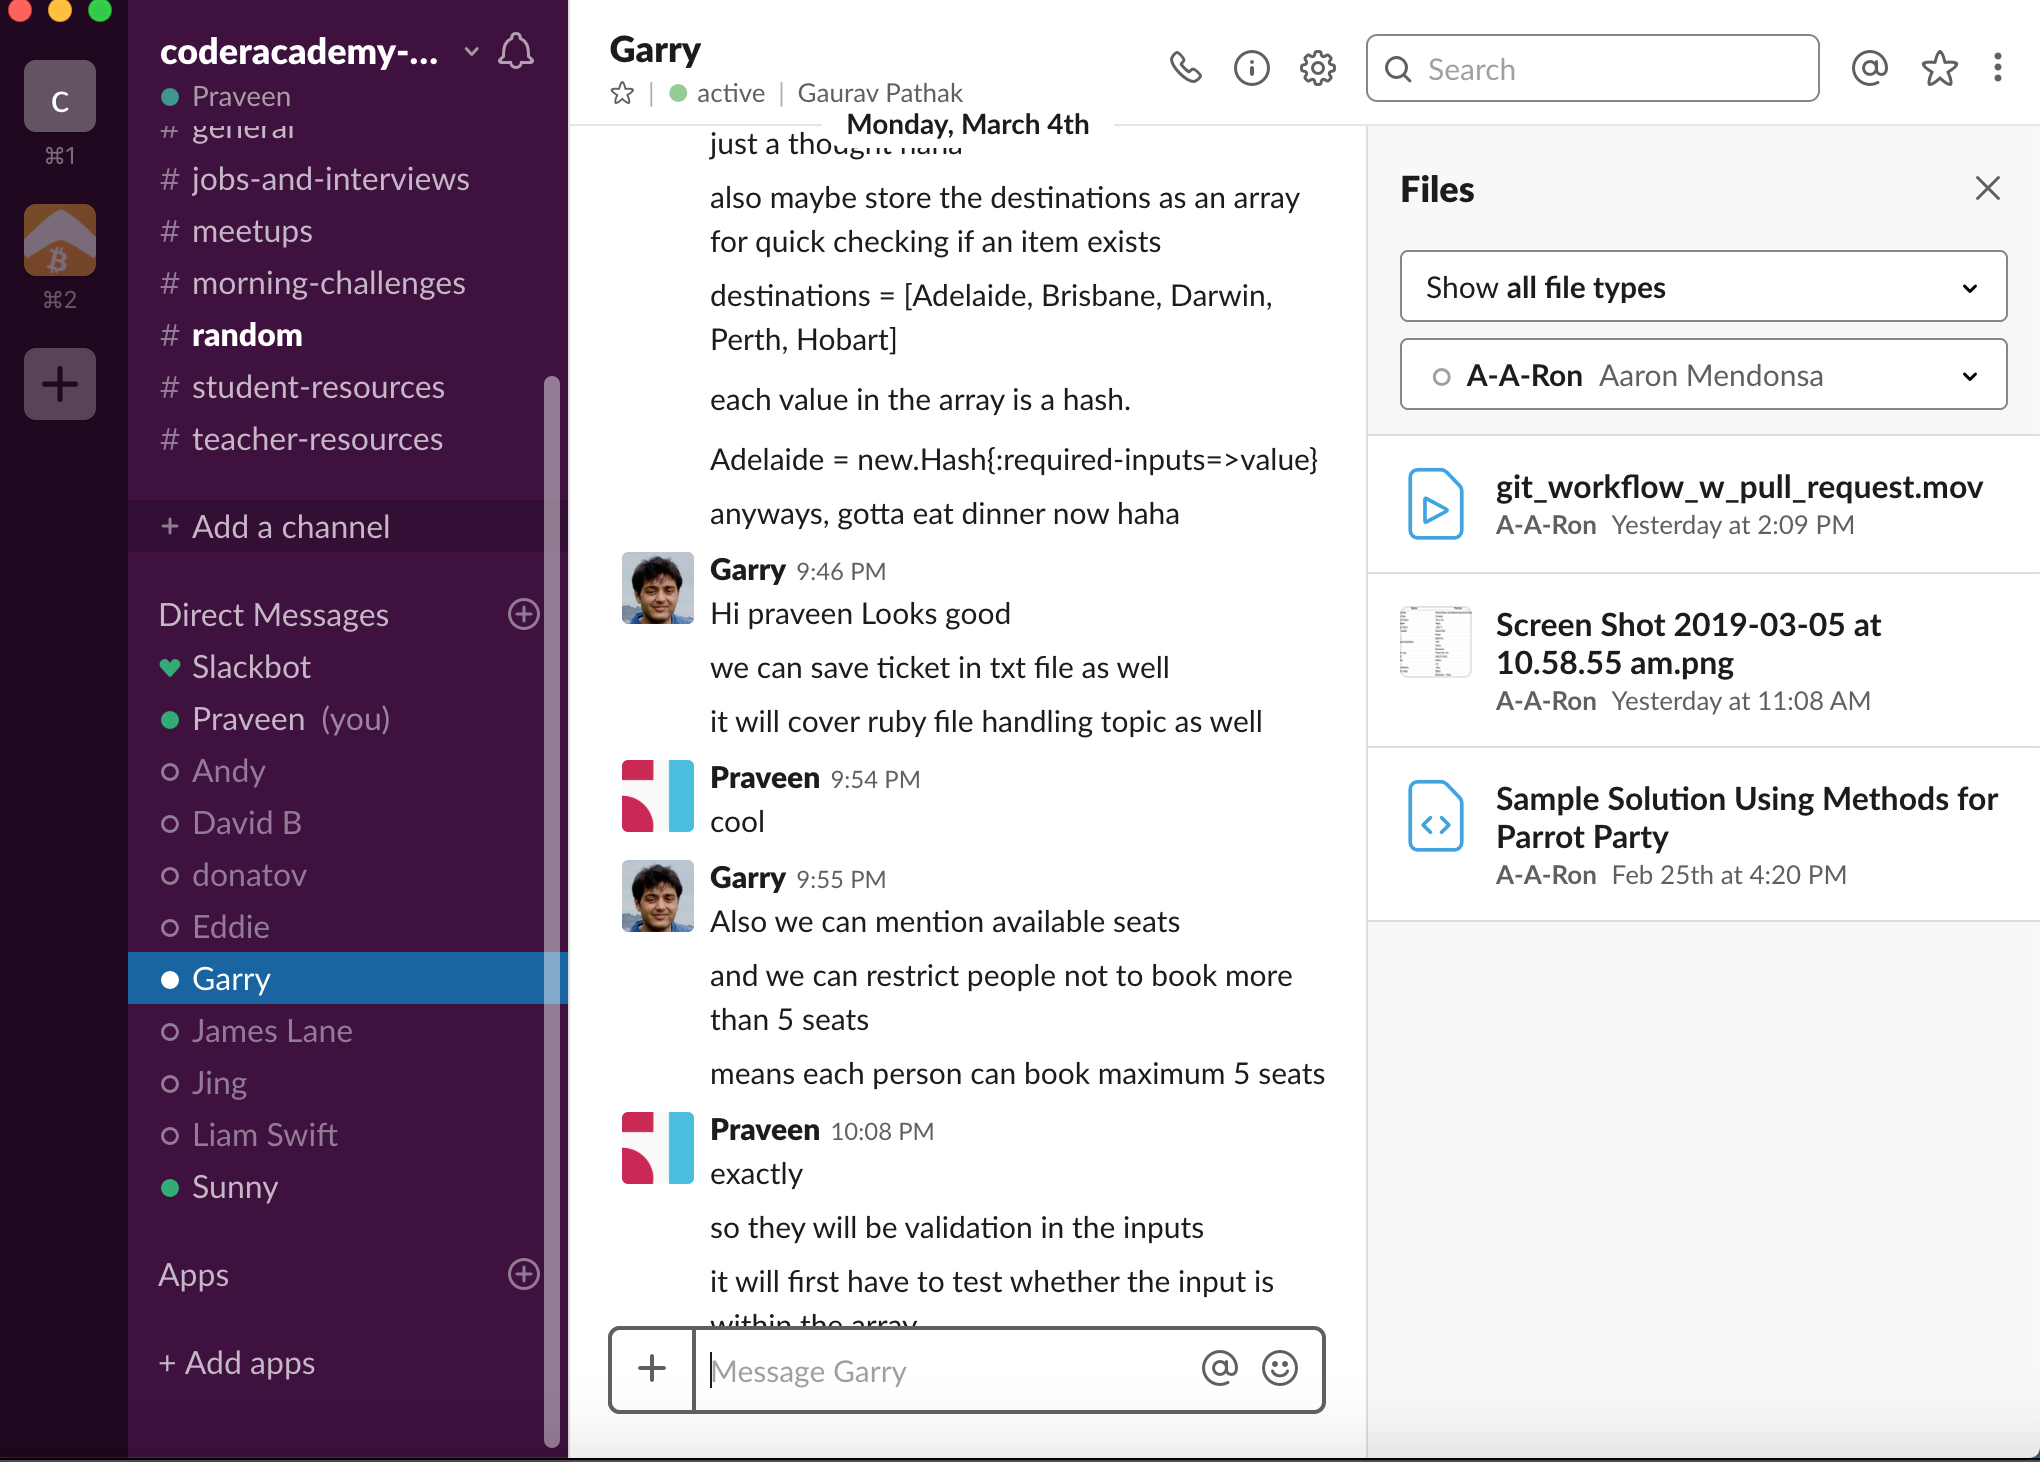 C
⌘1
⌘2
coderacademy-...
Praveen
# general
# jobs-and-interviews
# meetups
# morning-challenges
# random
# student-resources
# teacher-resources
+ Add a channel
Direct Messages
Slackbot
Praveen (you)
Andy
David B
donatov
Eddie
Garry
James Lane
Jing
Liam Swift
Sunny
Apps
+ Add apps
Garry
active | Gaurav Pathak
Search
Monday, March 4th
just a thought haha
also maybe store the destinations as an array
for quick checking if an item exists
destinations = [Adelaide, Brisbane, Darwin,
Perth, Hobart]
each value in the array is a hash.
Adelaide = new.Hash{:required-inputs=>value}
anyways, gotta eat dinner now haha
Garry 9:46 PM
Hi praveen Looks good
we can save ticket in txt file as well
it will cover ruby file handling topic as well
Praveen 9:54 PM
cool
Garry 9:55 PM
Also we can mention available seats
and we can restrict people not to book more
than 5 seats
means each person can book maximum 5 seats
Praveen 10:08 PM
exactly
so they will be validation in the inputs
it will first have to test whether the input is
within the array
Message Garry
Files
Show all file types
A-A-Ron Aaron Mendonsa
git_workflow_w_pull_request.mov
A-A-Ron Yesterday at 2:09 PM
Screen Shot 2019-03-05 at
10.58.55 am.png
A-A-Ron Yesterday at 11:08 AM
Sample Solution Using Methods for
Parrot Party
A-A-Ron Feb 25th at 4:20 PM